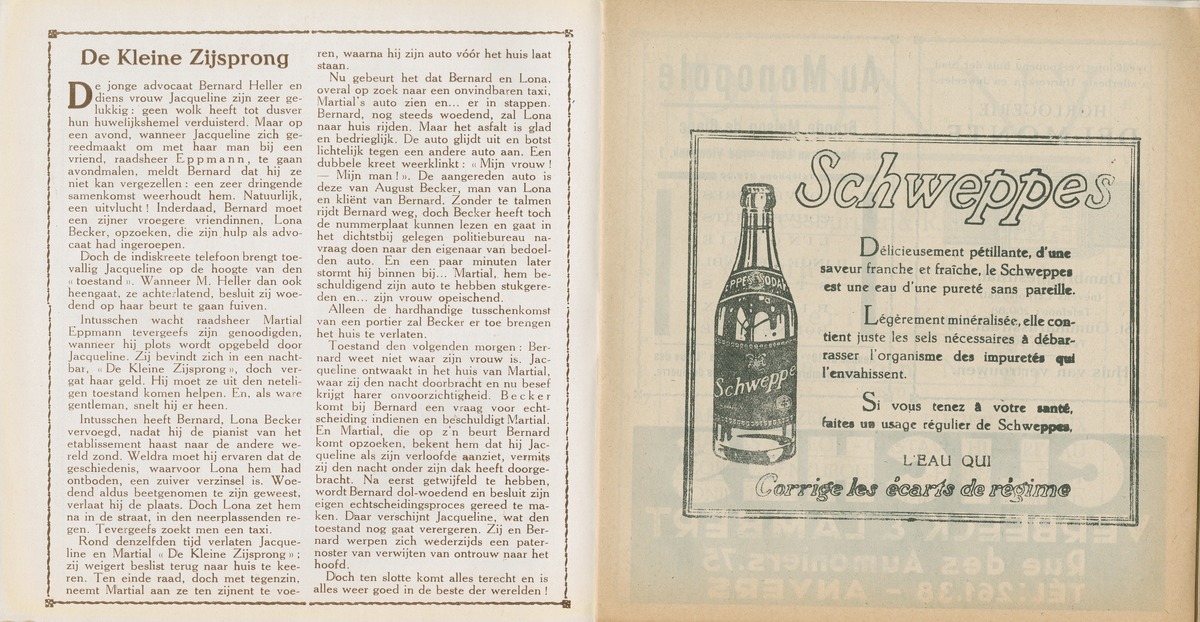 De Kleine Zijsprong
De jonge advocaat Bernard Heller en
diens vrouw Jacqueline zijn zeer ge-
lukkig : geen wolk heeft tot dusver
hun huwelijkshemel verduisterd. Maar op
een avond, wanneer Jacqueline zich ge-
reedmaakt om met haar man bij een
vriend, raadsheer Eppmann, te gaan
avondmalen, meldt Bernard dat hij ze
niet kan vergezellen : een zeer dringende
samenkomst weerhoudt hem. Natuurlijk,
een uitvlucht ! Inderdaad, Bernard moet
een zijner vroegere vriendinnen, Lona
Becker, opzoeken, die zijn hulp als advo-
caat had ingeroepen.
Doch de indiskreete telefoon brengt toe-
vallig Jacqueline op de hoogte van den
« toestand ». Wanneer M. Heller dan ook
heengaat, ze achterlatend, besluit zij woe-
dend op haar beurt te gaan fuiven.
Intusschen wacht raadsheer Martial
Eppmann tevergeefs zijn genoodigden,
wanneer hij plots wordt opgebeld door
Jacqueline. Zij bevindt zich in een nacht-
bar, « De Kleine Zijsprong », doch ver-
gat haar geld. Hij moet ze uit den neteli-
gen toestand komen helpen. En, als ware
gentleman, snelt hij er heen.
Intusschen heeft Bernard, Lona Becker
vervoegd, nadat hij de pianist van het
etablissement haast naar de andere we-
reld zond. Weldra moet hij ervaren dat de
geschiedenis, waarvoor Lona hem had
ontboden, een zuiver verzinsel is. Woe-
dend aldus beetgenomen te zijn geweest,
verlaat hij de plaats. Doch Lona zet hem
na in de straat, in den neerplassenden re-
gen. Tevergeefs zoekt men een taxi.
Rond denzelfden tijd verlaten Jacque-
line en Martial « De Kleine Zijsprong » ;
zij weigert beslist terug naar huis te kee-
ren. Ten einde raad, doch met tegenzin,
neemt Martial aan ze ten zijnent te voe-
ren, waarna hij zijn auto vóór het huis laat
staan.
Nu gebeurt het dat Bernard en Lona,
overal op zoek naar een onvindbaren taxi,
Martial's auto zien en... er in stappen.
Bernard, nog steeds woedend, zal Lona
naar huis rijden. Maar het asfalt is glad
en bedrieglijk. De auto glijdt uit en botst
lichtelijk tegen een andere auto aan. Een
dubbele kreet weerklinkt : « Mijn vrouw !
— Mijn man ! ». De aangereden auto is
deze van August Becker, man van Lona
en kliënt van Bernard. Zonder te talmen
rijdt Bernard weg, doch Becker heeft toch
de nummerplaat kunnen lezen en gaat in
het dichtstbij gelegen politiebureau na-
vraag doen naar den eigenaar van bedoel-
den auto. En een paar minuten later
stormt hij binnen bij... Martial, hem be-
schuldigend zijn auto te hebben stukgere-
den en... zijn vrouw opeischend.
Alleen de hardhandige tusschenkomst
van een portier zal Becker er toe brengen
het huis te verlaten.
Toestand den volgenden morgen : Ber-
nard weet niet waar zijn vrouw is. Jac-
queline ontwaakt in het huis van Martial,
waar zij den nacht doorbracht en nu besef
krijgt harer onvoorzichtigheid. Becker
komt bij Bernard een vraag voor echt-
scheiding indienen en beschuldigt Martial.
En Martial, die op z'n beurt Bernard
komt opzoeken, bekent hem dat hij Jac-
queline als zijn verloofde aanziet, vermits
zij den nacht onder zijn dak heeft doorge-
bracht. Na eerst getwijfeld te hebben,
wordt Bernard dol-woedend en besluit zijn
eigen echtscheidingsproces gereed te ma-
ken. Daar verschijnt Jacqueline, wat den
toestand nog gaat verergeren. Zij en Ber-
nard werpen zich wederzijds een pater-
noster van verwijten van ontrouw naar het
hoofd.
Doch ten slotte komt alles terecht en is
alles weer goed in de beste der werelden !
Schweppes
Délicieusement pétillante, d'une
saveur franche et fraîche, le Schweppes
est une eau d'une pureté sans pareille.
Légèrement minéralisée, elle con-
tient juste les sels nécessaires à débar-
rasser l'organisme des impuretés qui
l'envahissent.
Si vous tenez à votre santé,
faites un usage régulier de Schweppes,
L'EAU QUI
Corrige les écarts de régime
Schweppe